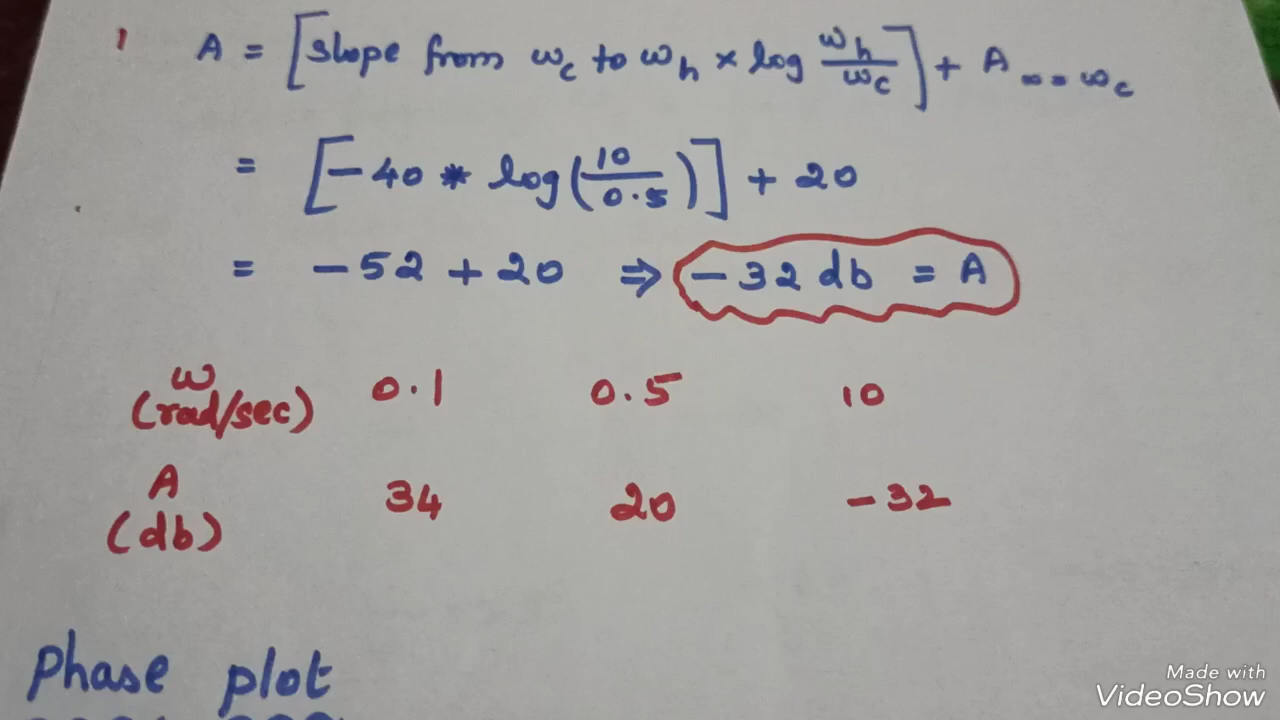 A = [slope from ωc to ωh × log ωh/ωc] + A ωc
= [-40 * log(10/0.5)] + 20
= -52 + 20 ⇒ -32 db = A
ω (rad/sec) 0.1 0.5 10
A (db) 34 20 -32
Phase plot
Made with
VideoShow